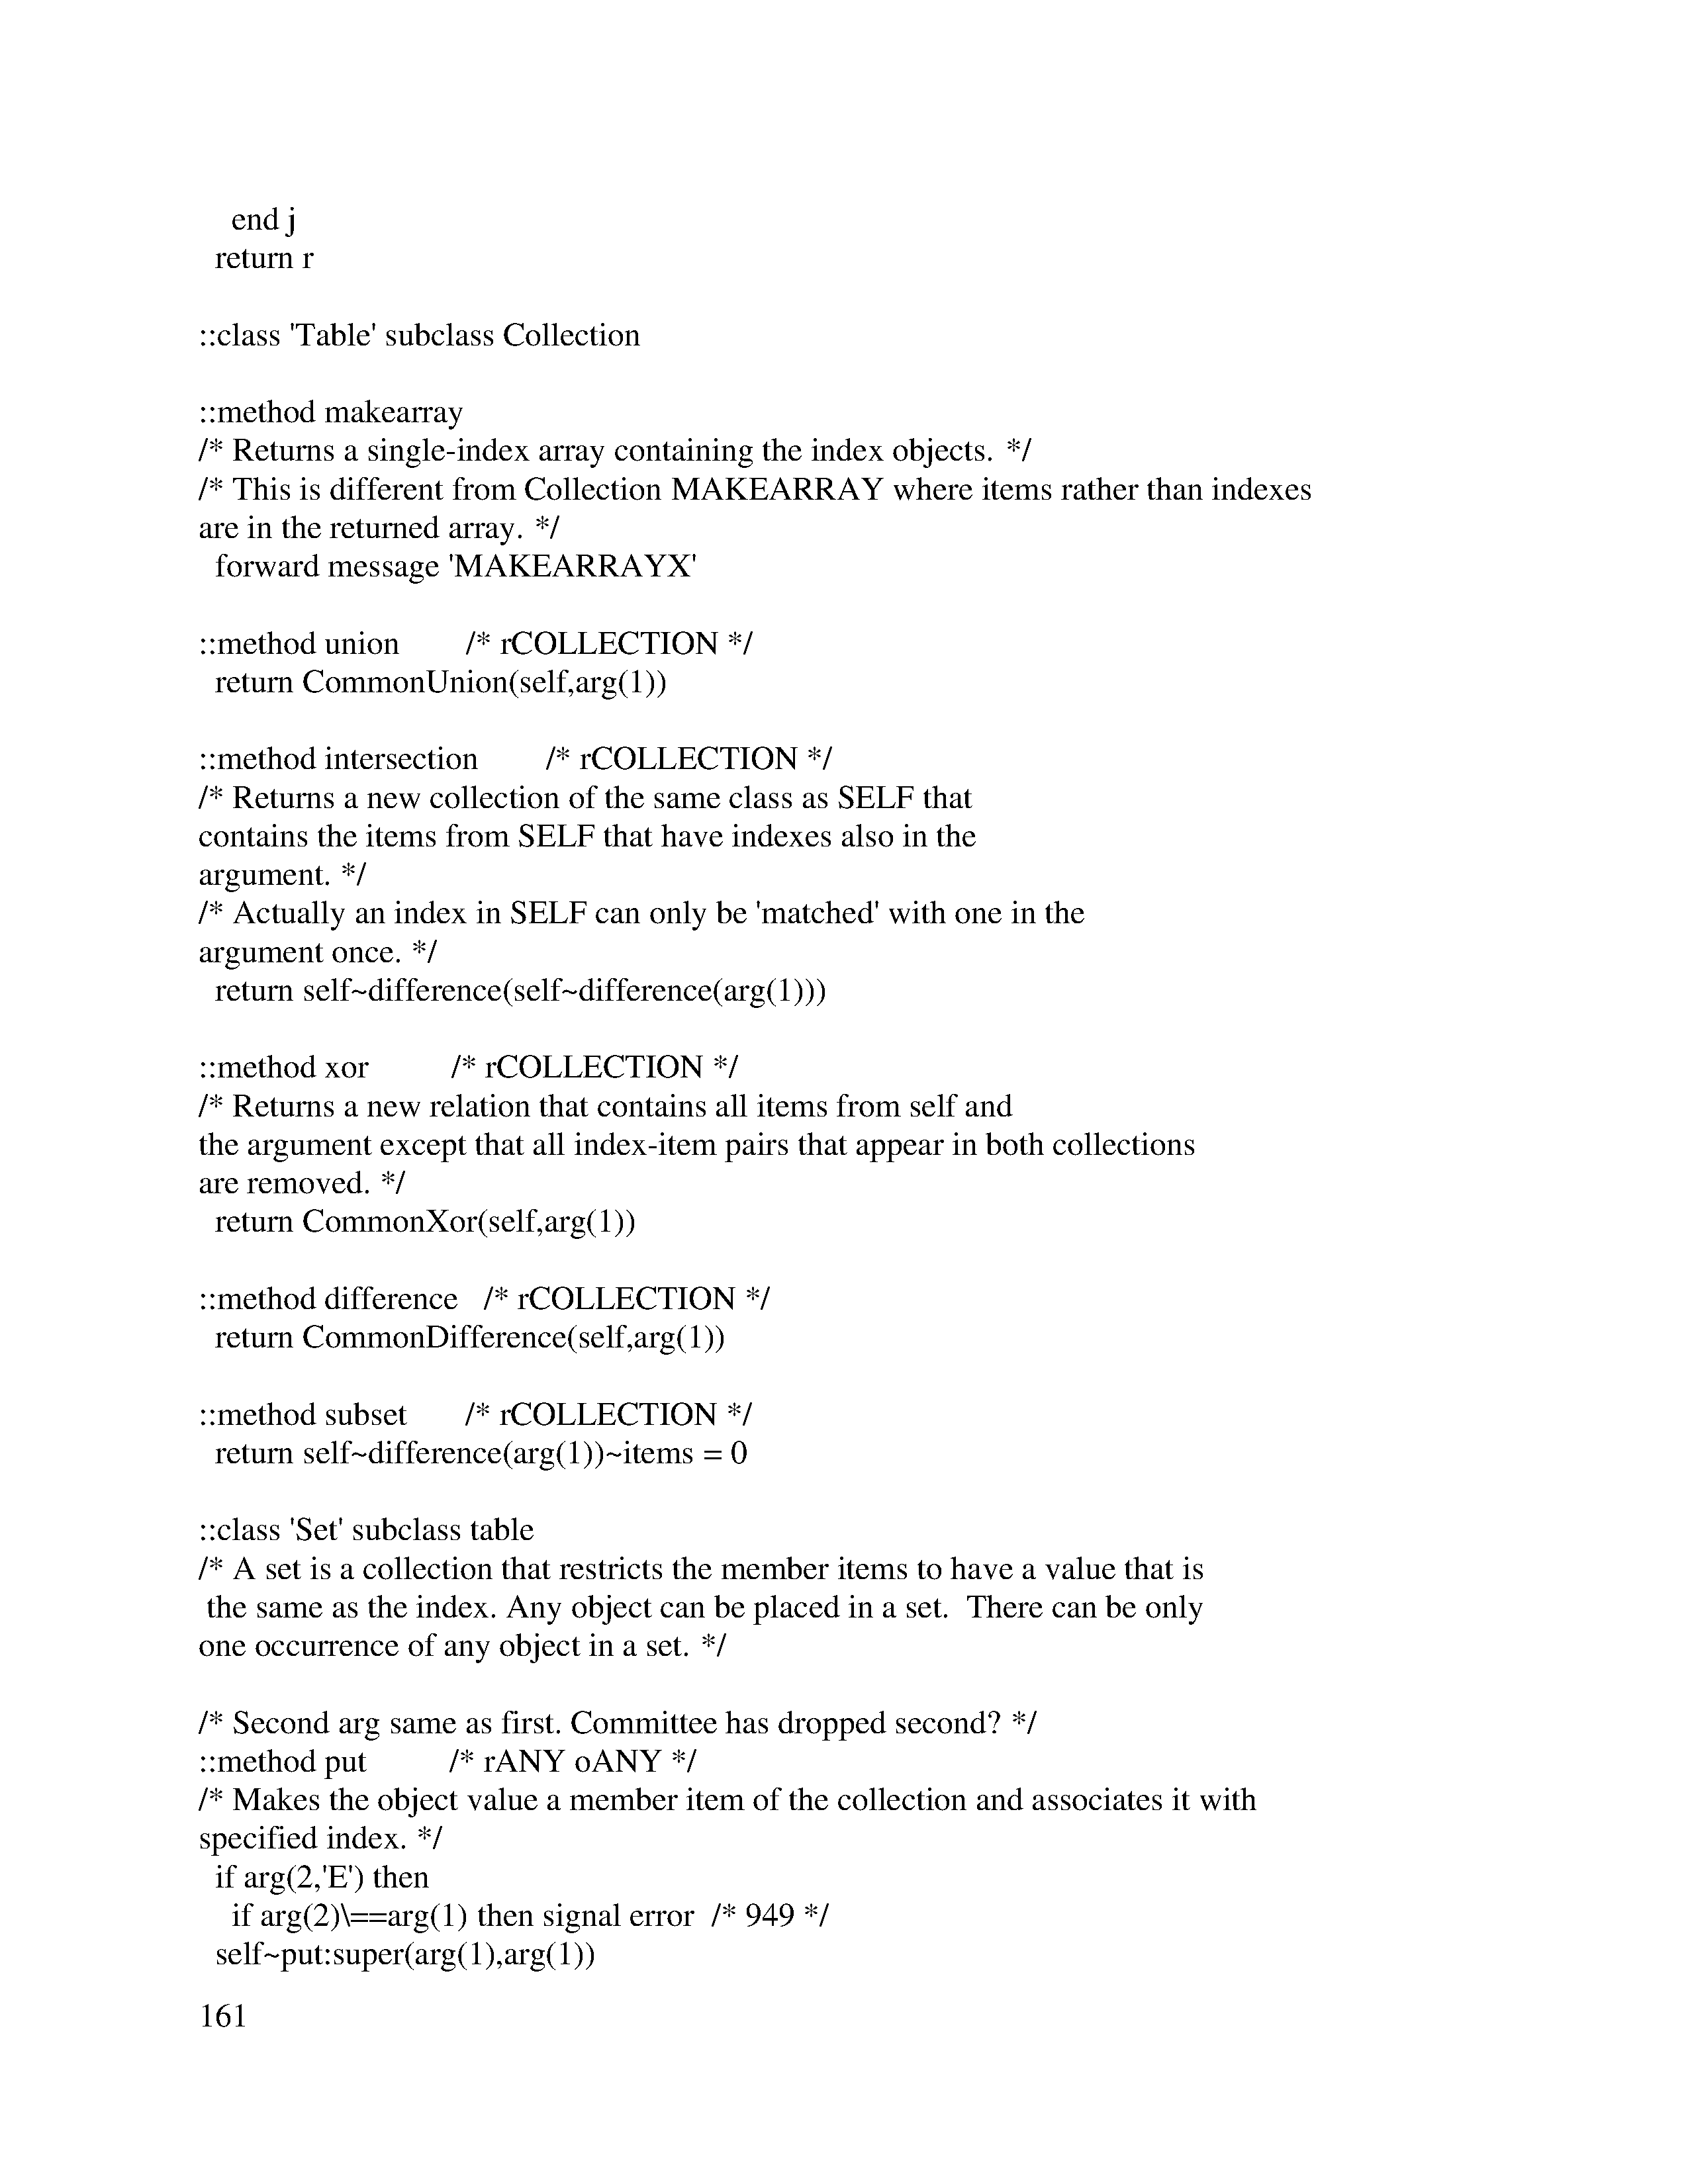 end j
  return r

::class 'Table' subclass Collection

::method makearray
/* Returns a single-index array containing the index objects. */
/* This is different from Collection MAKEARRAY where items rather than indexes
are in the returned array. */
  forward message 'MAKEARRAYX'

::method union        /* rCOLLECTION */
  return CommonUnion(self,arg(1))

::method intersection        /* rCOLLECTION */
/* Returns a new collection of the same class as SELF that
contains the items from SELF that have indexes also in the
argument. */
/* Actually an index in SELF can only be 'matched' with one in the
argument once. */
  return self~difference(self~difference(arg(1)))

::method xor          /* rCOLLECTION */
/* Returns a new relation that contains all items from self and
the argument except that all index-item pairs that appear in both collections
are removed. */
  return CommonXor(self,arg(1))

::method difference   /* rCOLLECTION */
  return CommonDifference(self,arg(1))

::method subset       /* rCOLLECTION */
  return self~difference(arg(1))~items = 0

::class 'Set' subclass table
/* A set is a collection that restricts the member items to have a value that is
 the same as the index. Any object can be placed in a set.  There can be only
one occurrence of any object in a set. */

/* Second arg same as first. Committee has dropped second? */
::method put          /* rANY oANY */
/* Makes the object value a member item of the collection and associates it with
specified index. */
  if arg(2,'E') then
    if arg(2)\==arg(1) then signal error  /* 949 */
  self~put:super(arg(1),arg(1))

161